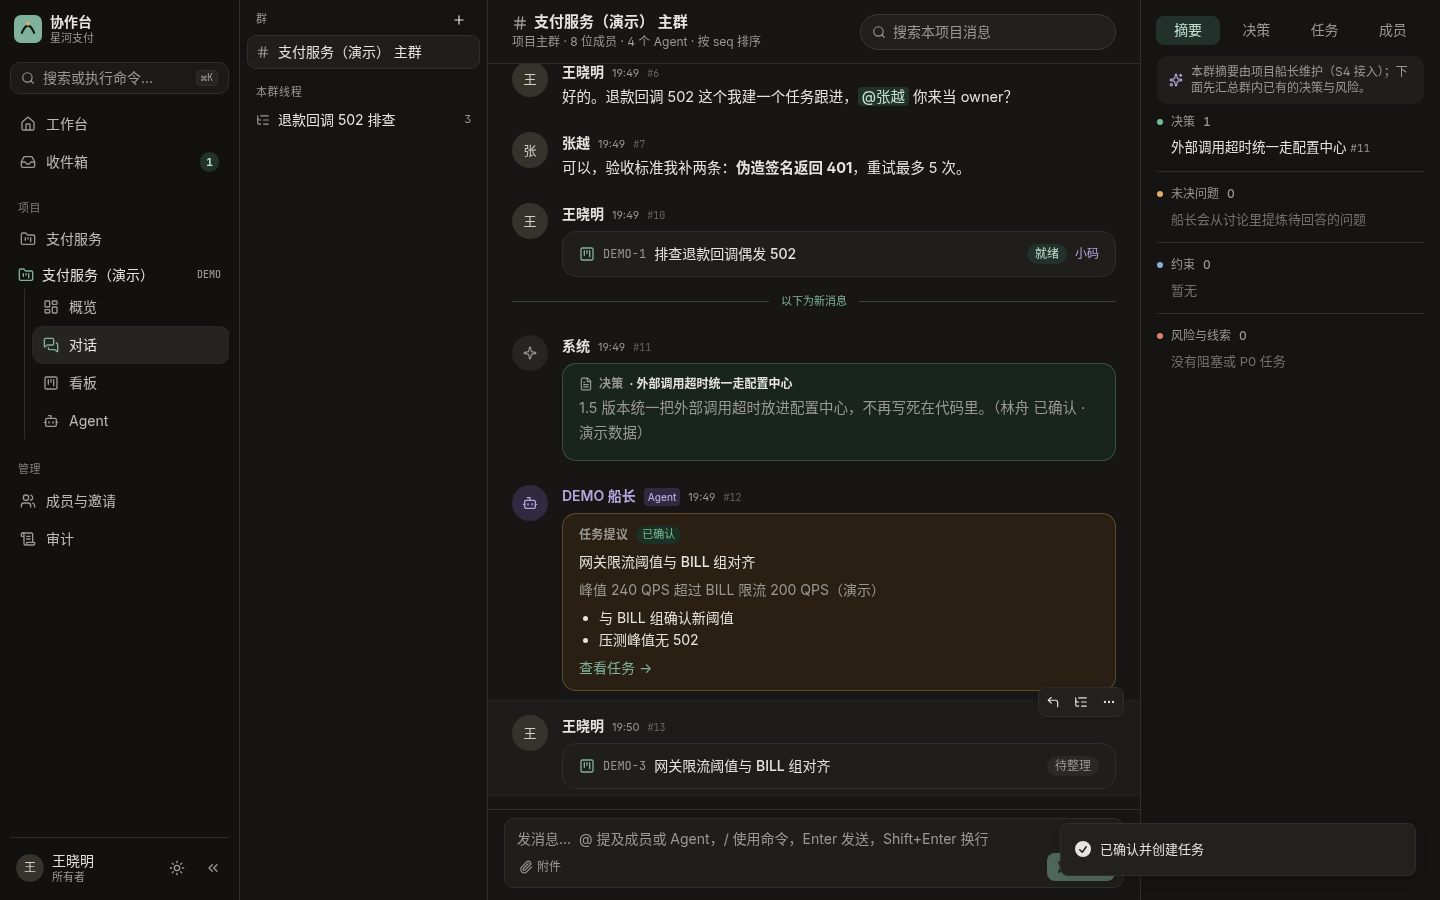 协作台
星河支付
搜索或执行命令... ⌘K
工作台
收件箱 1
项目
支付服务
支付服务（演示） DEMO
概览
对话
看板
Agent
管理
成员与邀请
审计
王
王晓明
所有者
群
支付服务（演示） 主群
本群线程
退款回调 502 排查 3
支付服务（演示） 主群
项目主群 · 8 位成员 · 4 个 Agent · 按 seq 排序
搜索本项目消息
王
王晓明 19:49 #6
好的。退款回调 502 这个我建一个任务跟进，@张越 你来当 owner？
张
张越 19:49 #7
可以，验收标准我补两条：伪造签名返回 401，重试最多 5 次。
王
王晓明 19:49 #10
DEMO-1 排查退款回调偶发 502 就绪 小码
以下为新消息
系统 19:49 #11
决策 · 外部调用超时统一走配置中心
1.5 版本统一把外部调用超时放进配置中心，不再写死在代码里。（林舟 已确认 ·
演示数据）
DEMO 船长 Agent 19:49 #12
任务提议 已确认
网关限流阈值与 BILL 组对齐
峰值 240 QPS 超过 BILL 限流 200 QPS（演示）
• 与 BILL 组确认新阈值
• 压测峰值无 502
查看任务 →
王
王晓明 19:50 #13
DEMO-3 网关限流阈值与 BILL 组对齐 待整理
发消息... @ 提及成员或 Agent，/ 使用命令，Enter 发送，Shift+Enter 换行
附件
摘要 决策 任务 成员
本群摘要由项目船长维护（S4 接入）；下
面先汇总群内已有的决策与风险。
决策 1
外部调用超时统一走配置中心 #11
未决问题 0
船长会从讨论里提炼待回答的问题
约束 0
暂无
风险与线索 0
没有阻塞或 P0 任务
已确认并创建任务